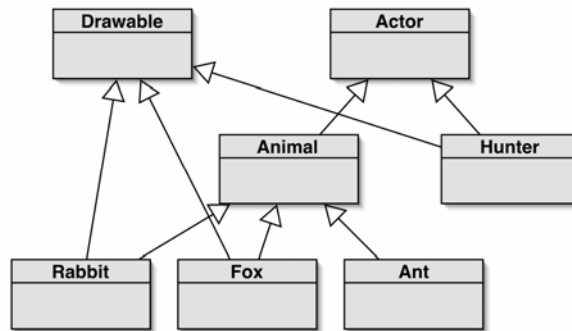 Drawable
Actor
Animal
Hunter
Rabbit
Fox
Ant